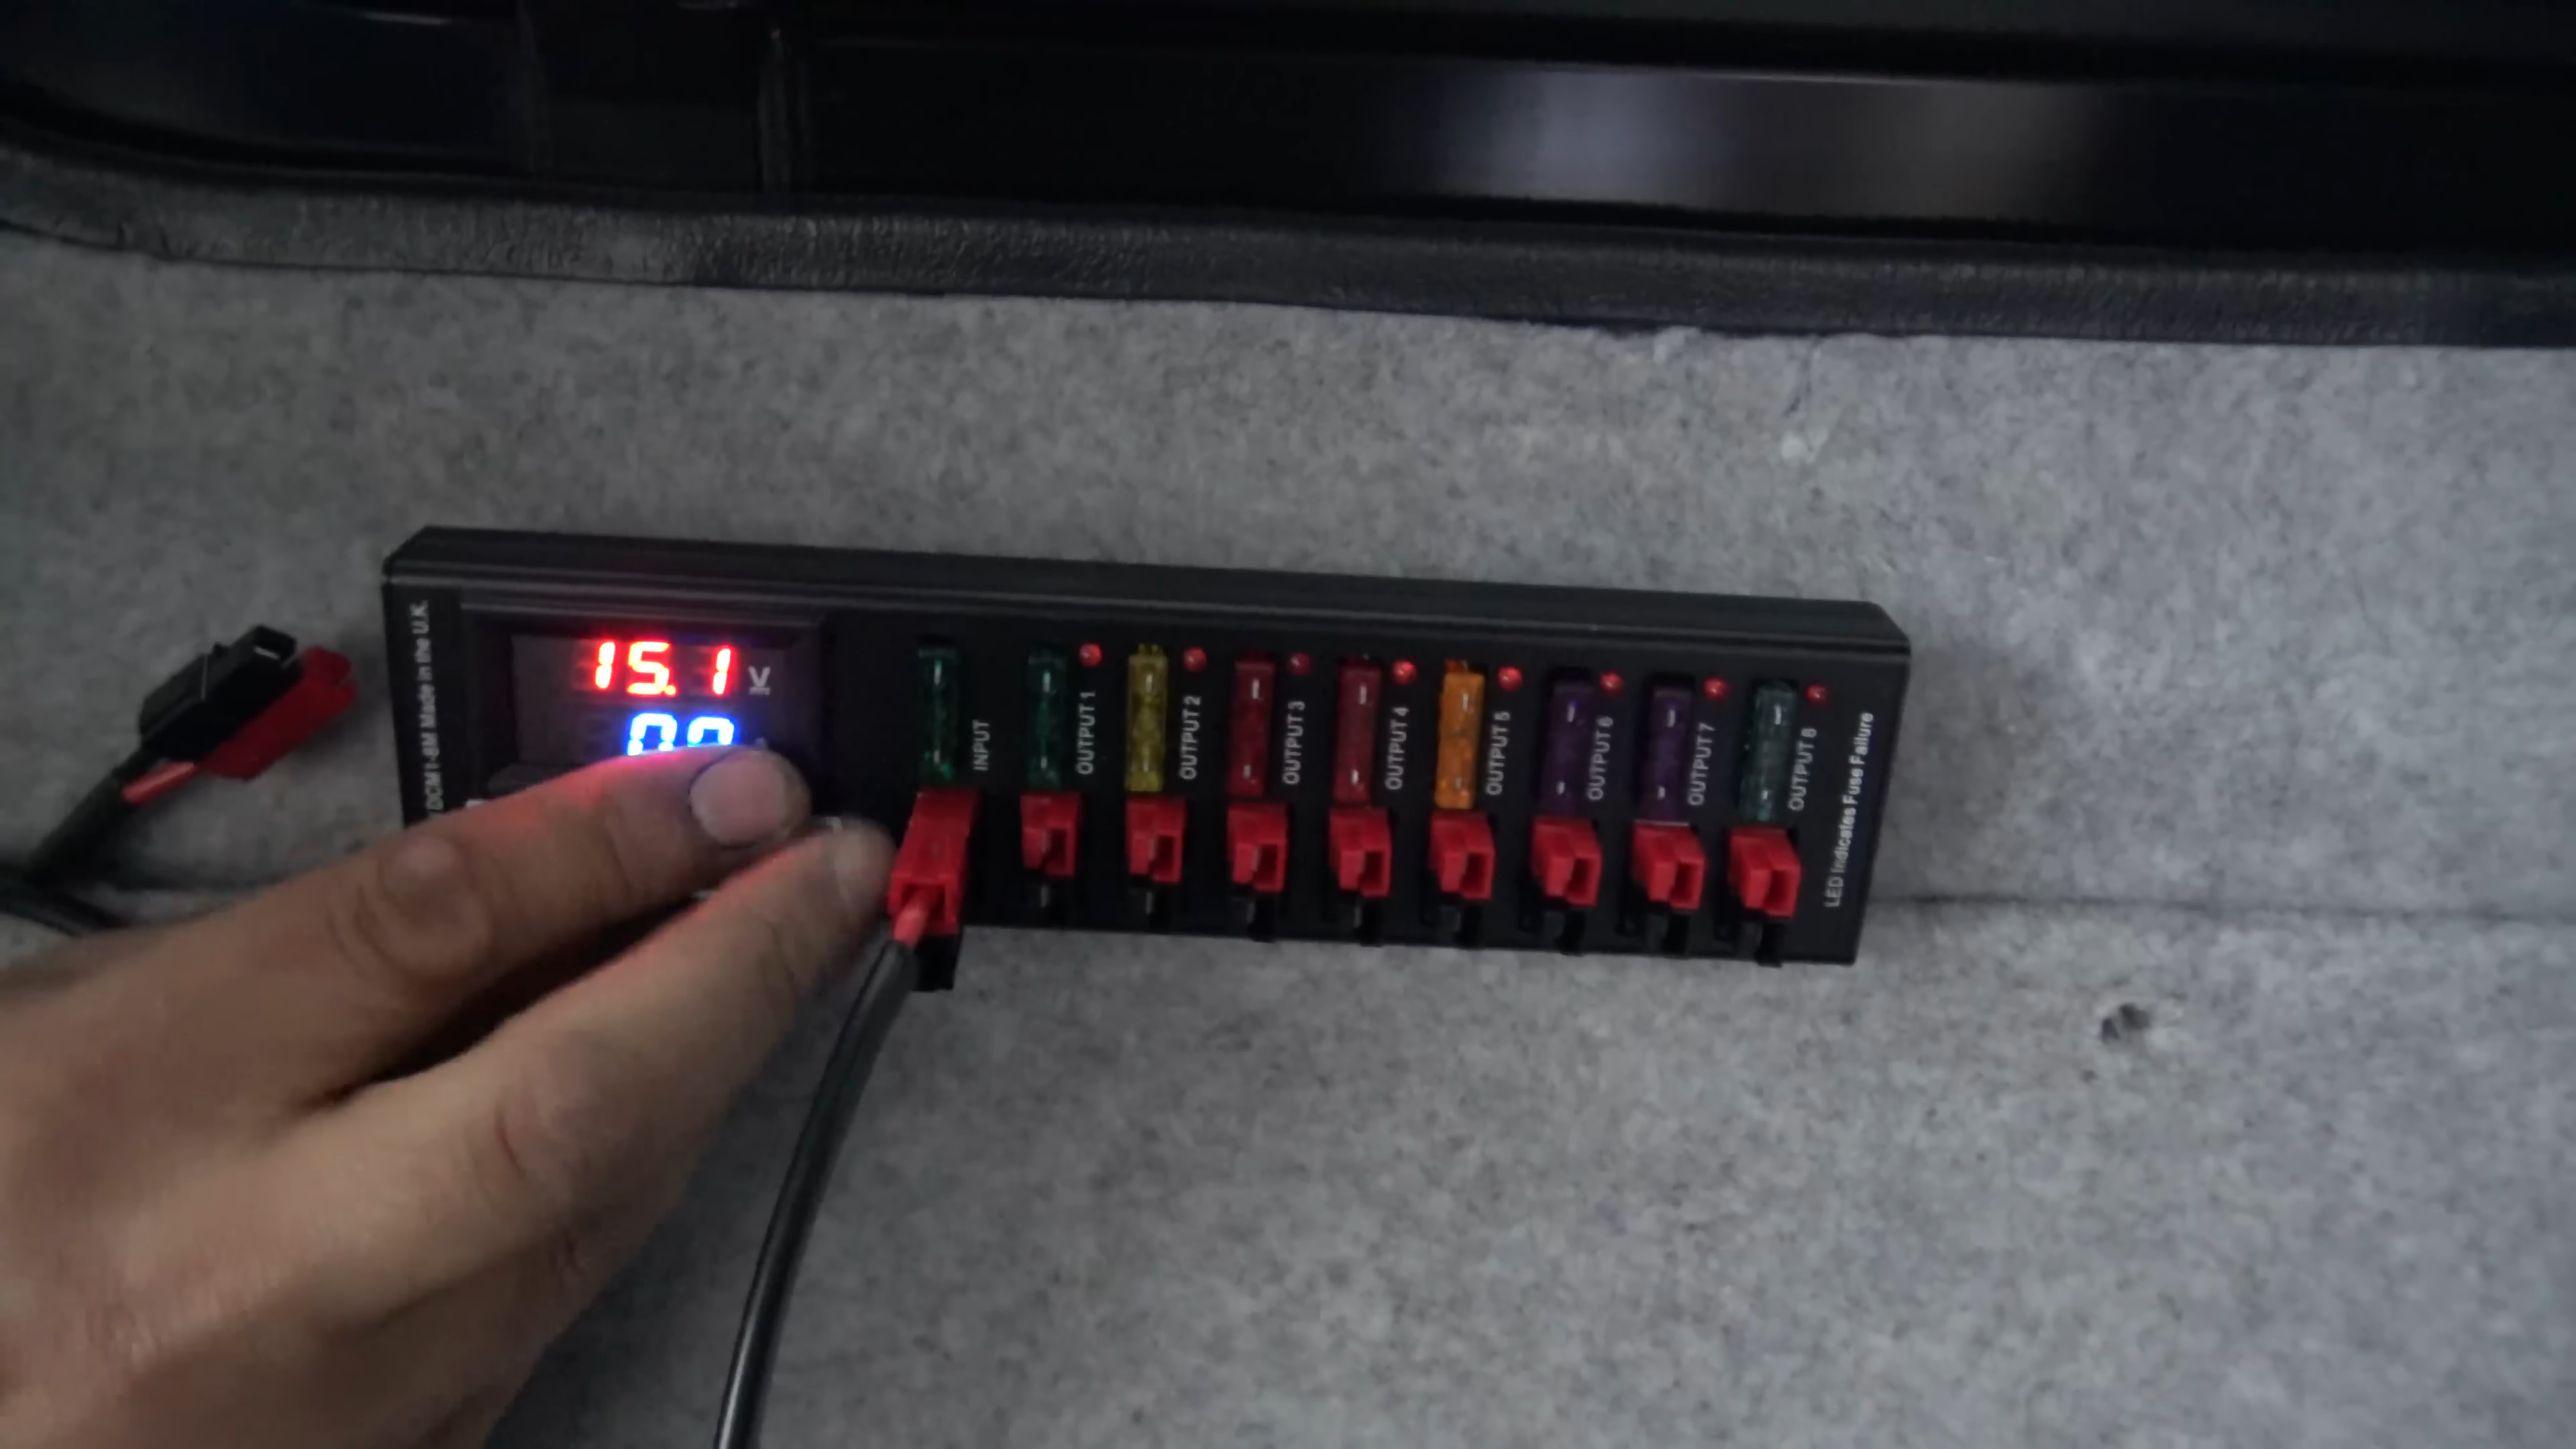 DCM1-8M Made in the U.K.
15.1 V
INPUT
OUTPUT 1
OUTPUT 2
OUTPUT 3
OUTPUT 4
OUTPUT 5
OUTPUT 6
OUTPUT 7
OUTPUT 8
LED Indicates Fuse Failure